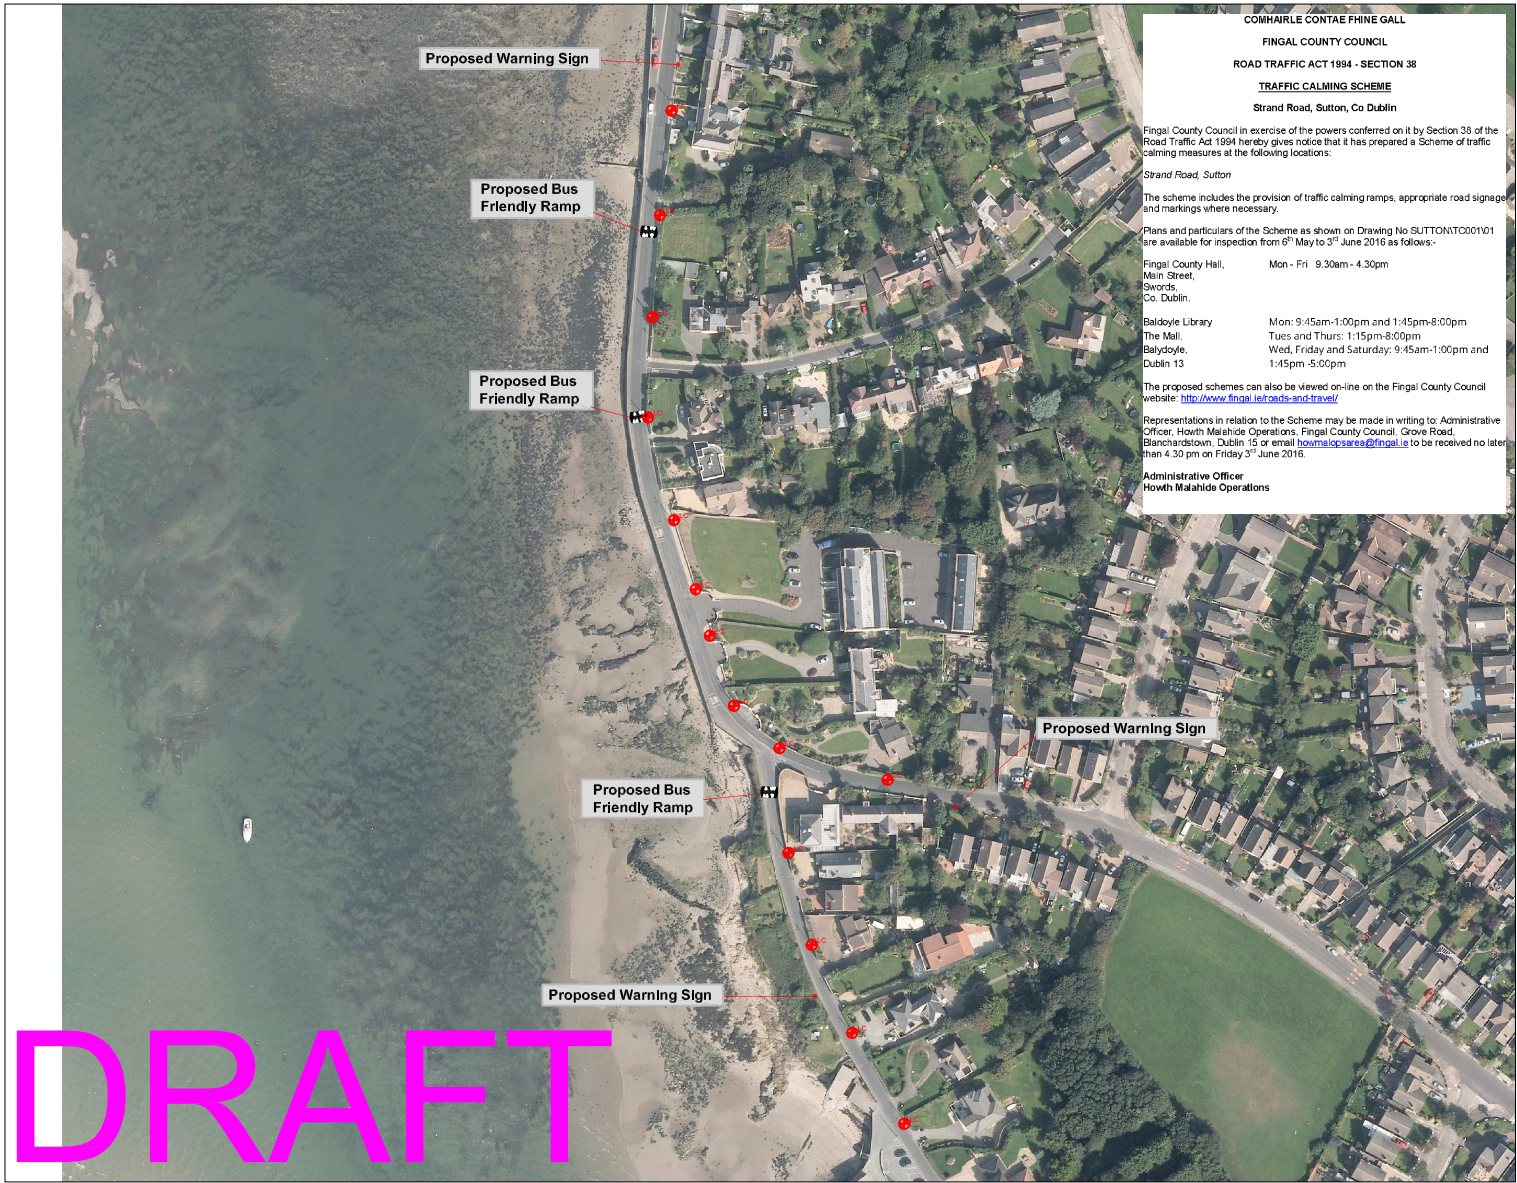 COMHAIRLE CONTAE FHINE GALL
FINGAL COUNTY COUNCIL
ROAD TRAFFIC ACT 1994 - SECTION 38
TRAFFIC CALMING SCHEME
Strand Road, Sutton, Co Dublin
Fingal County Council in exercise of the powers conferred on it by Section 38 of the
Road Traffic Act 1994 hereby gives notice that it has prepared a Scheme of traffic
calming measures at the following locations:
Strand Road, Sutton
The scheme includes the provision of traffic calming ramps, appropriate road signage
and markings where necessary.
Plans and particulars of the Scheme as shown on Drawing No SUTTON\TC001\01
are available for inspection from 6th May to 3rd June 2016 as follows:-
Fingal County Hall, Mon - Fri 9.30am - 4.30pm
Main Street,
Swords,
Co. Dublin.
Baldoyle Library Mon: 9:45am-1:00pm and 1:45pm-8:00pm
The Mall, Tues and Thurs: 1:15pm-8:00pm
Balydoyle, Wed, Friday and Saturday: 9:45am-1:00pm and
Dublin 13 1:45pm -5:00pm
The proposed schemes can also be viewed on-line on the Fingal County Council
website: http://www.fingal.ie/roads-and-travel/
Representations in relation to the Scheme may be made in writing to: Administrative
Officer, Howth Malahide Operations, Fingal County Council, Grove Road,
Blanchardstown, Dublin 15 or email howmalopsarea@fingal.ie to be received no later
than 4.30 pm on Friday 3rd June 2016.
Administrative Officer
Howth Malahide Operations
Proposed Warning Sign
Proposed Bus
Friendly Ramp
Proposed Bus
Friendly Ramp
Proposed Warning Sign
Proposed Bus
Friendly Ramp
Proposed Warning Sign
LC
LC
LC
LC
LC
LC
DRAFT